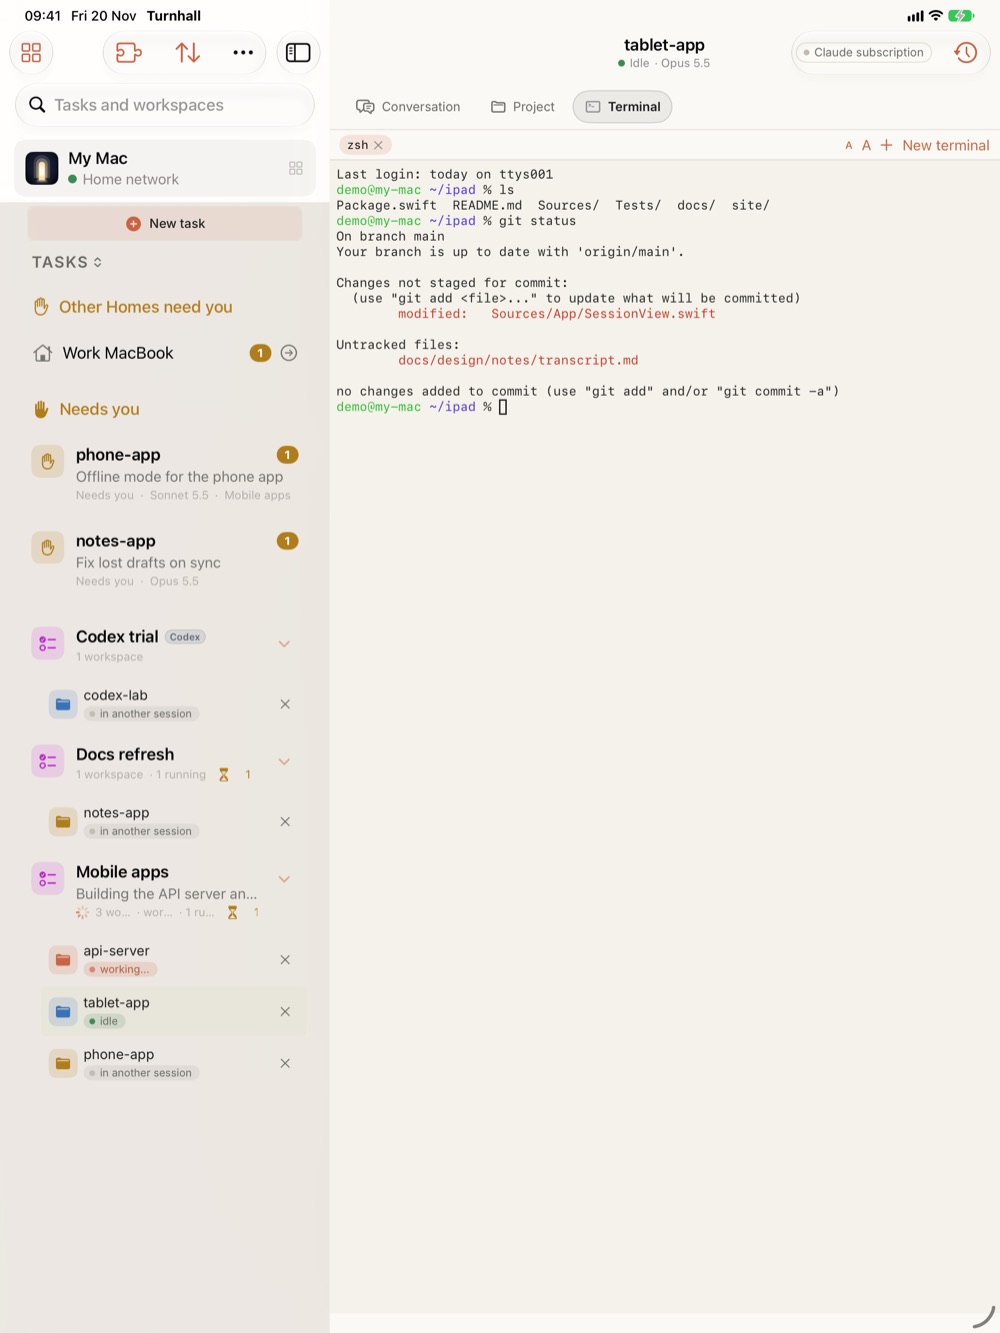 09:41 Fri 20 Nov Turnhall
Tasks and workspaces
My Mac
Home network
New task
TASKS
Other Homes need you
Work MacBook 1
Needs you
phone-app 1
Offline mode for the phone app
Needs you · Sonnet 5.5 · Mobile apps
notes-app 1
Fix lost drafts on sync
Needs you · Opus 5.5
Codex trial Codex
1 workspace
codex-lab
in another session
Docs refresh
1 workspace · 1 running 1
notes-app
in another session
Mobile apps
Building the API server an...
3 wo... · wor... · 1 ru... 1
api-server
working...
tablet-app
idle
phone-app
in another session
tablet-app
Idle · Opus 5.5
Claude subscription
Conversation Project Terminal
zsh A A New terminal
Last login: today on ttys001
demo@my-mac ~/ipad % ls
Package.swift README.md Sources/ Tests/ docs/ site/
demo@my-mac ~/ipad % git status
On branch main
Your branch is up to date with 'origin/main'.
Changes not staged for commit:
(use "git add <file>..." to update what will be committed)
modified: Sources/App/SessionView.swift
Untracked files:
docs/design/notes/transcript.md
no changes added to commit (use "git add" and/or "git commit -a")
demo@my-mac ~/ipad %